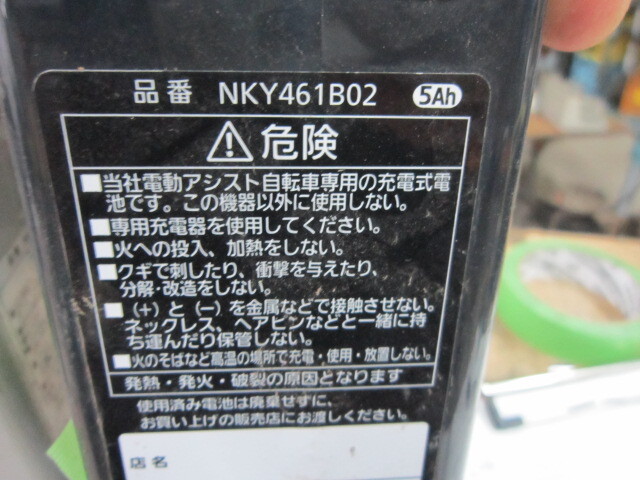 品番 NKY461B02 5Ah
⚠危険
■当社電動アシスト自転車専用の充電式電
池です。この機器以外に使用しない。
■専用充電器を使用してください。
■火への投入、加熱をしない。
■クギで刺したり、衝撃を与えたり、
分解・改造をしない。
■(+)と(−)を金属などで接触させない。
ネックレス、ヘアピンなどと一緒に持
ち運んだり保管しない。
■火のそばなど高温の場所で充電・使用・放置しない。
発熱・発火・破裂の原因となります
使用済み電池は廃棄せずに、
お買い上げの販売店にお渡しください。
店名